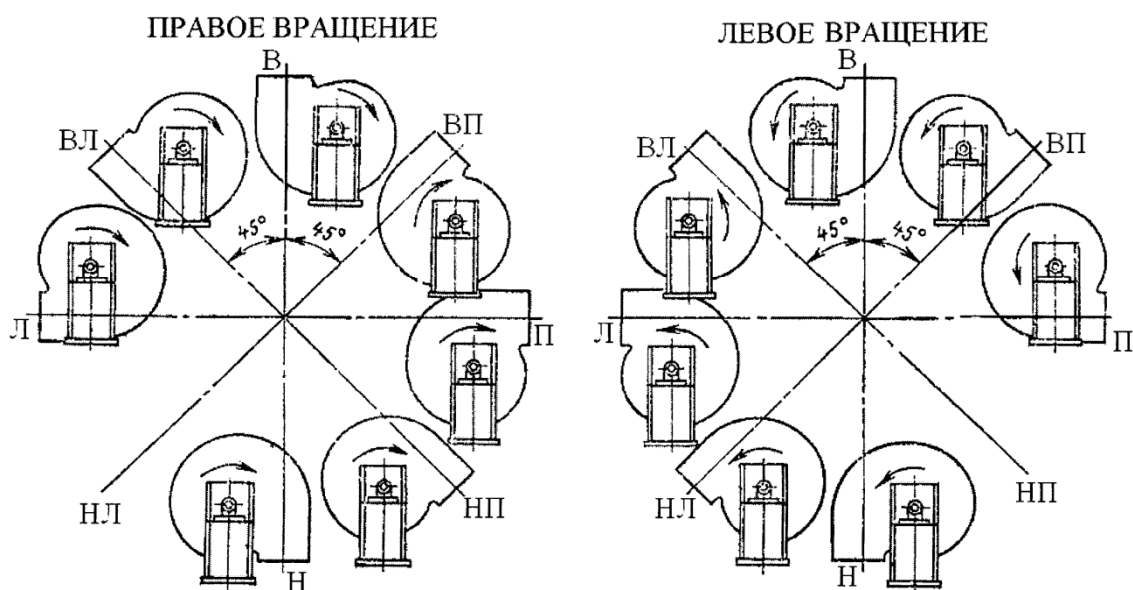 ПРАВОЕ ВРАЩЕНИЕ
В
ВЛ
ВП
45°
45°
Л
П
НЛ
НП
Н
ЛЕВОЕ ВРАЩЕНИЕ
В
ВЛ
ВП
45°
45°
Л
П
НЛ
НП
Н